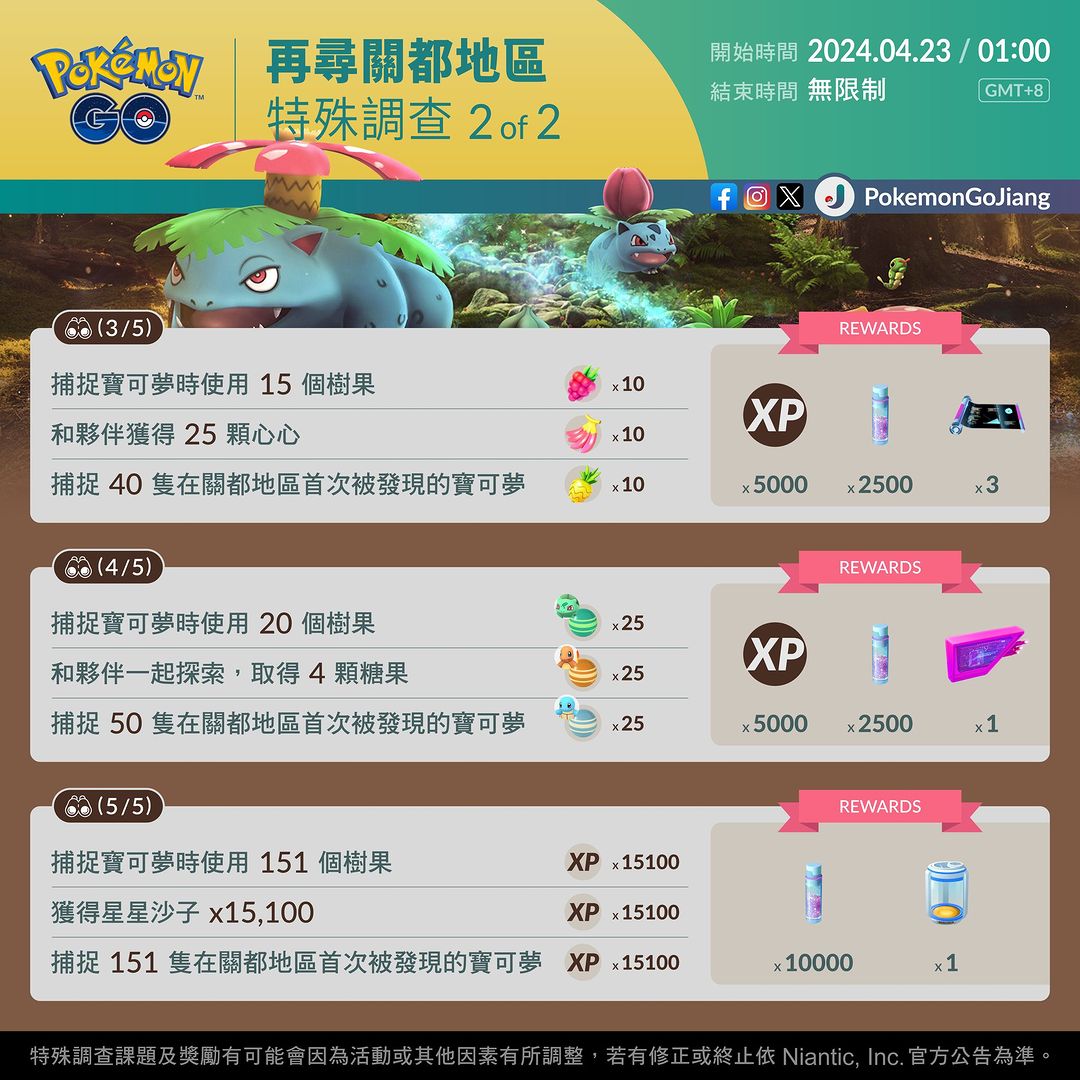 POKÉMON GO TM
再尋關都地區
特殊調查 2 of 2
開始時間 2024.04.23 / 01:00
結束時間 無限制 GMT+8
PokemonGoJiang
(3/5)
REWARDS
捕捉寶可夢時使用 15 個樹果 x10
和夥伴獲得 25 顆心心 x10
捕捉 40 隻在關都地區首次被發現的寶可夢 x10
XP
x5000 x2500 x3
(4/5)
REWARDS
捕捉寶可夢時使用 20 個樹果 x25
和夥伴一起探索,取得 4 顆糖果 x25
捕捉 50 隻在關都地區首次被發現的寶可夢 x25
XP
x5000 x2500 x1
(5/5)
REWARDS
捕捉寶可夢時使用 151 個樹果 XP x15100
獲得星星沙子 x15,100 XP x15100
捕捉 151 隻在關都地區首次被發現的寶可夢 XP x15100
x10000 x1
特殊調查課題及獎勵有可能會因為活動或其他因素有所調整,若有修正或終止依 Niantic, Inc. 官方公告為準。